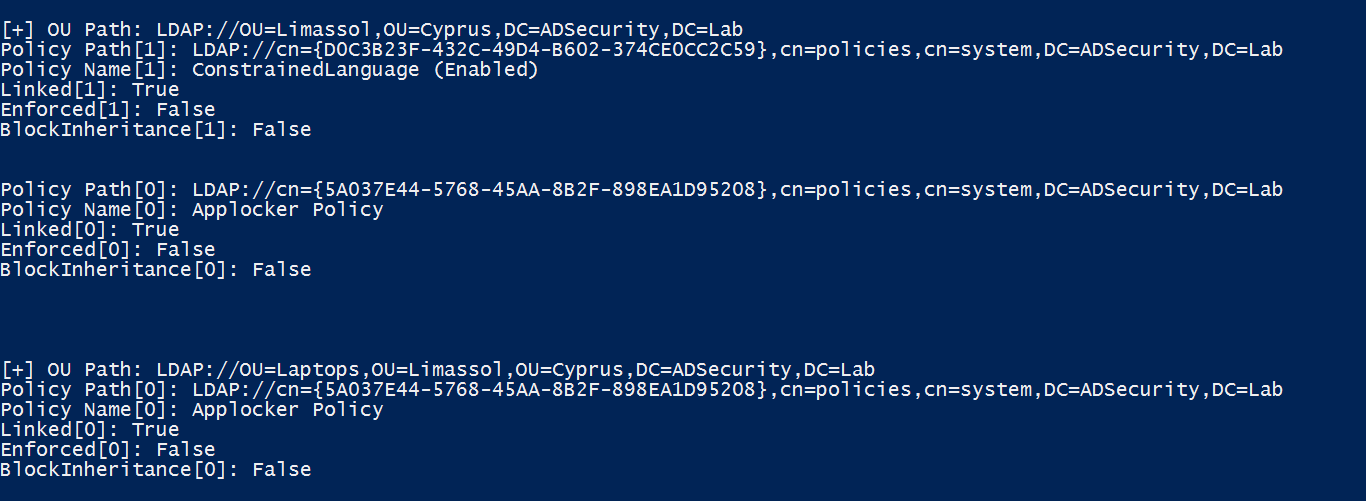 [+] OU Path: LDAP://OU=Limassol,OU=Cyprus,DC=ADSecurity,DC=Lab
Policy Path[1]: LDAP://cn={D0C3B23F-432C-49D4-B602-374CE0CC2C59},cn=policies,cn=system,DC=ADSecurity,DC=Lab
Policy Name[1]: ConstrainedLanguage (Enabled)
Linked[1]: True
Enforced[1]: False
BlockInheritance[1]: False
Policy Path[0]: LDAP://cn={5A037E44-5768-45AA-8B2F-898EA1D95208},cn=policies,cn=system,DC=ADSecurity,DC=Lab
Policy Name[0]: Applocker Policy
Linked[0]: True
Enforced[0]: False
BlockInheritance[0]: False
[+] OU Path: LDAP://OU=Laptops,OU=Limassol,OU=Cyprus,DC=ADSecurity,DC=Lab
Policy Path[0]: LDAP://cn={5A037E44-5768-45AA-8B2F-898EA1D95208},cn=policies,cn=system,DC=ADSecurity,DC=Lab
Policy Name[0]: Applocker Policy
Linked[0]: True
Enforced[0]: False
BlockInheritance[0]: False